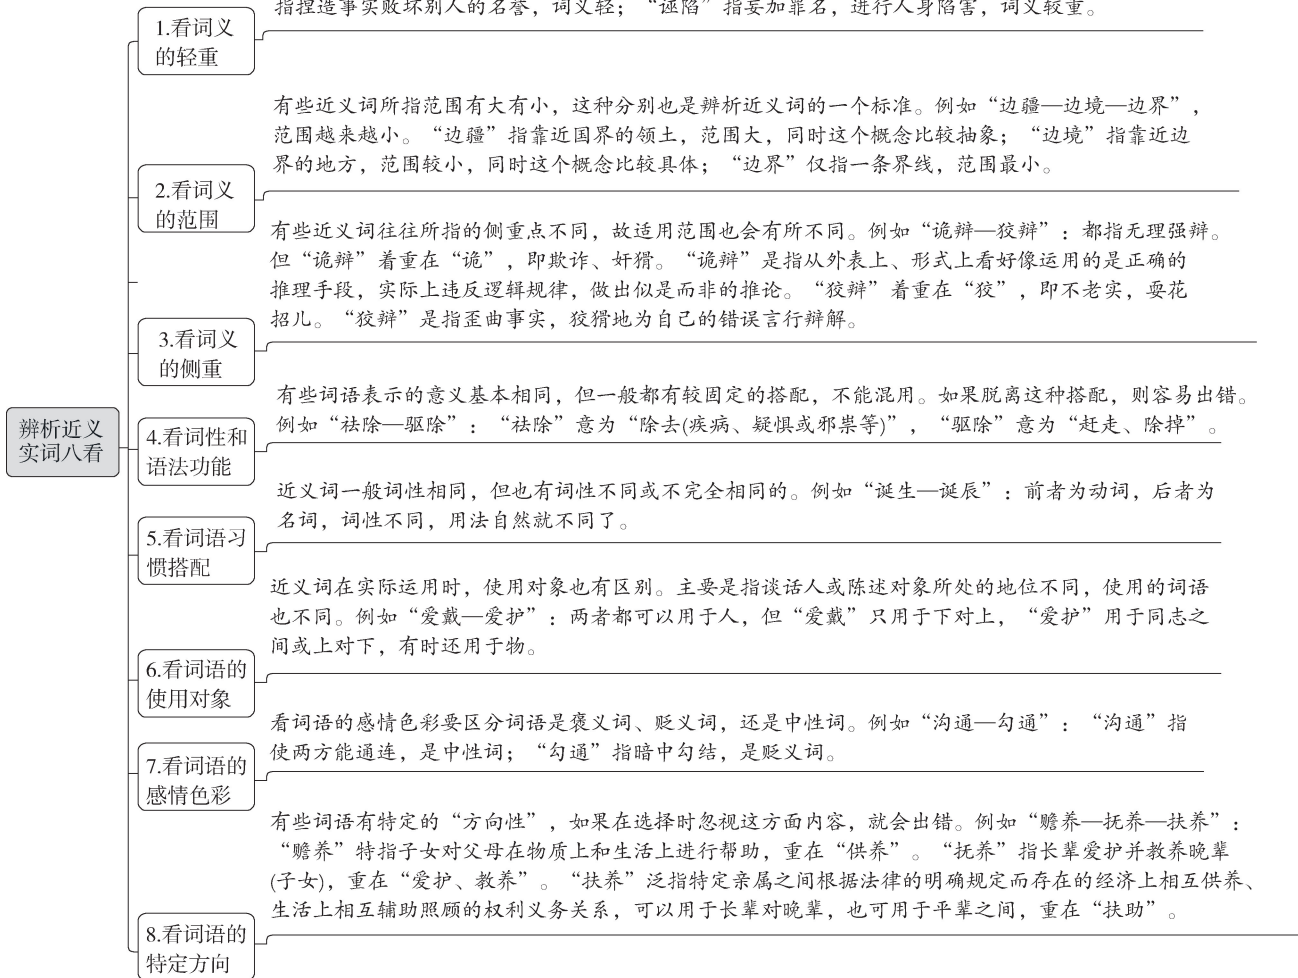 指捏造事实败坏别人的名誉，词义轻；“诬陷”指妄加罪名，进行人身陷害，词义较重。
1.看词义
的轻重
有些近义词所指范围有大有小，这种分别也是辨析近义词的一个标准。例如“边疆—边境—边界”，
范围越来越小。“边疆”指靠近国界的领土，范围大，同时这个概念比较抽象；“边境”指靠近边
界的地方，范围较小，同时这个概念比较具体；“边界”仅指一条界线，范围最小。
2.看词义
的范围
有些近义词往往所指的侧重点不同，故适用范围也会有所不同。例如“诡辩—狡辩”：都指无理强辩。
但“诡辩”着重在“诡”，即欺诈、奸猾。“诡辩”是指从外表上、形式上看好像运用的是正确的
推理手段，实际上违反逻辑规律，做出似是而非的推论。“狡辩”着重在“狡”，即不老实，耍花
招儿。“狡辩”是指歪曲事实，狡猾地为自己的错误言行辩解。
3.看词义
的侧重
有些词语表示的意义基本相同，但一般都有较固定的搭配，不能混用。如果脱离这种搭配，则容易出错。
例如“祛除—驱除”：“祛除”意为“除去(疾病、疑惧或邪祟等)”，“驱除”意为“赶走、除掉”。
辨析近义
实词八看
4.看词性和
语法功能
近义词一般词性相同，但也有词性不同或不完全相同的。例如“诞生—诞辰”：前者为动词，后者为
名词，词性不同，用法自然就不同了。
5.看词语习
惯搭配
近义词在实际运用时，使用对象也有区别。主要是指谈话人或陈述对象所处的地位不同，使用的词语
也不同。例如“爱戴—爱护”：两者都可以用于人，但“爱戴”只用于下对上，“爱护”用于同志之
间或上对下，有时还用于物。
6.看词语的
使用对象
看词语的感情色彩要区分词语是褒义词、贬义词，还是中性词。例如“沟通—勾通”：“沟通”指
使两方能通连，是中性词；“勾通”指暗中勾结，是贬义词。
7.看词语的
感情色彩
有些词语有特定的“方向性”，如果在选择时忽视这方面内容，就会出错。例如“赡养—抚养—扶养”：
“赡养”特指子女对父母在物质上和生活上进行帮助，重在“供养”。“抚养”指长辈爱护并教养晚辈
(子女)，重在“爱护、教养”。“扶养”泛指特定亲属之间根据法律的明确规定而存在的经济上相互供养、
生活上相互辅助照顾的权利义务关系，可以用于长辈对晚辈，也可用于平辈之间，重在“扶助”。
8.看词语的
特定方向